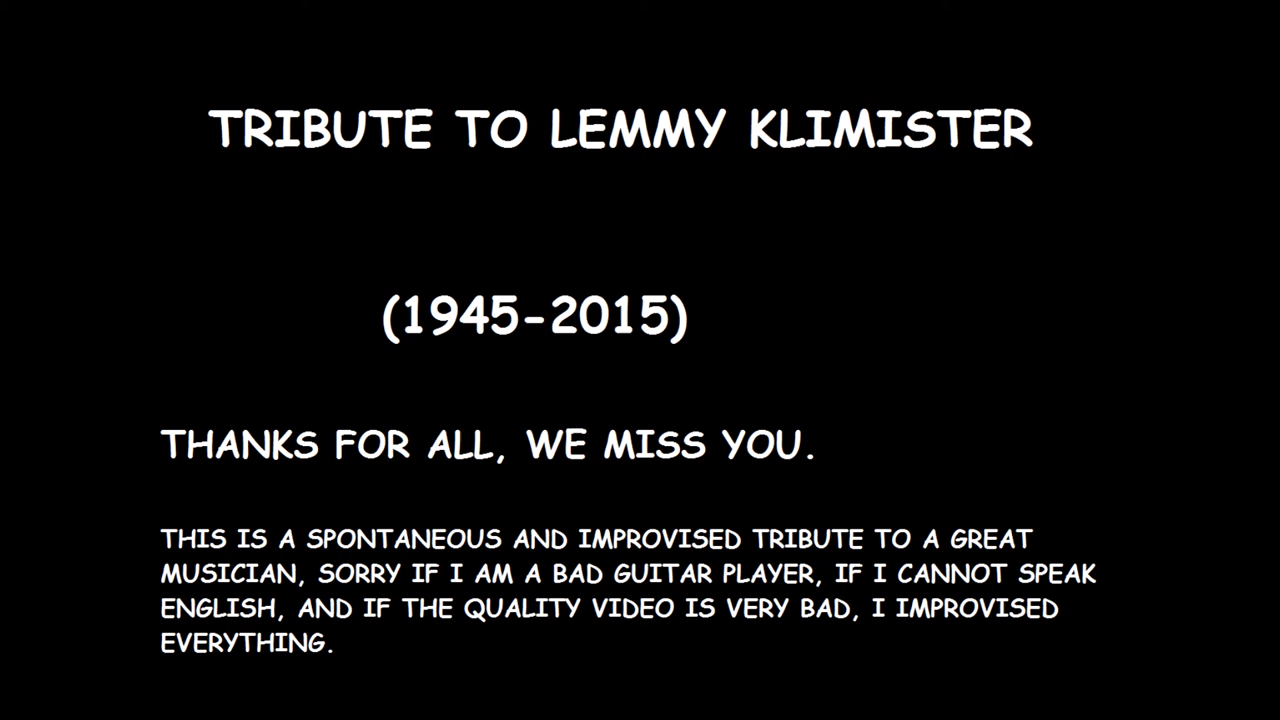 TRIBUTE TO LEMMY KLIMISTER
(1945-2015)
THANKS FOR ALL, WE MISS YOU.
THIS IS A SPONTANEOUS AND IMPROVISED TRIBUTE TO A GREAT
MUSICIAN, SORRY IF I AM A BAD GUITAR PLAYER, IF I CANNOT SPEAK
ENGLISH, AND IF THE QUALITY VIDEO IS VERY BAD, I IMPROVISED
EVERYTHING.